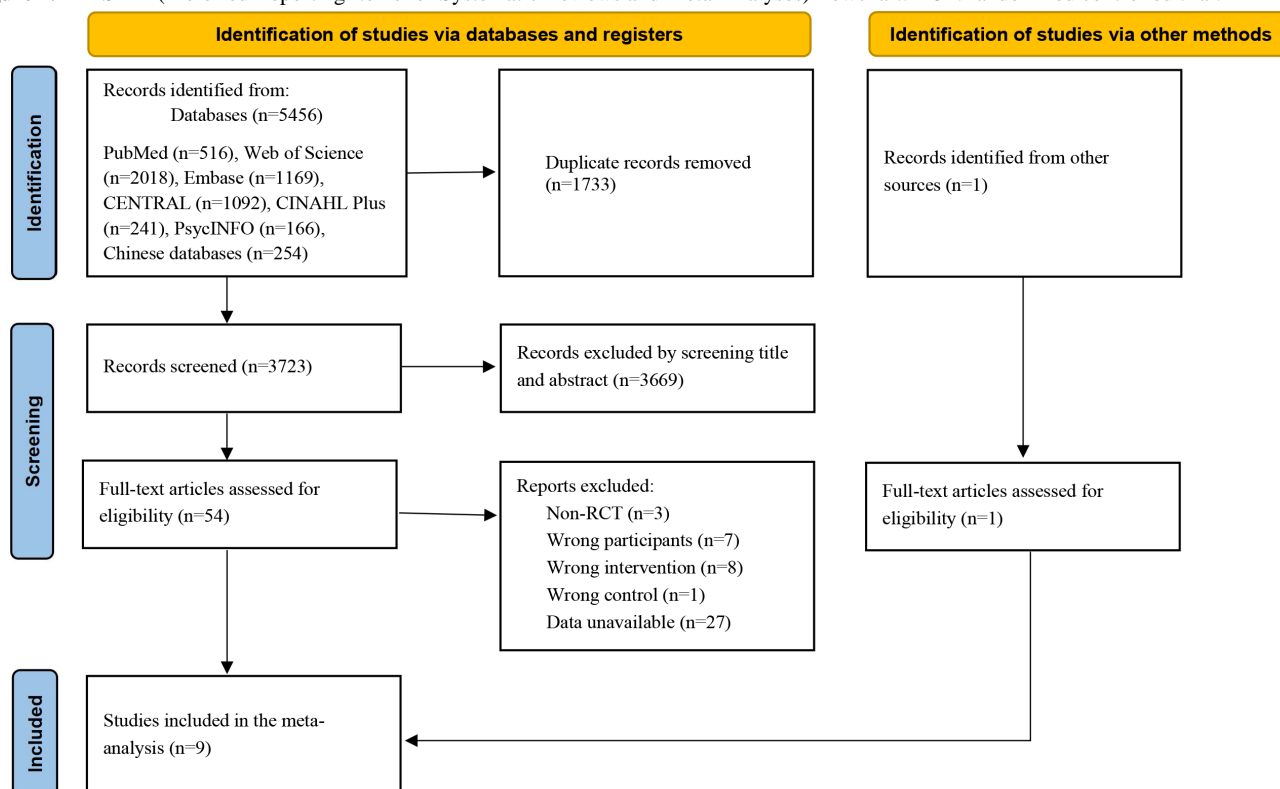 Identification of studies via databases and registers
Identification of studies via other methods
Identification
Records identified from:
Databases (n=5456)
PubMed (n=516), Web of Science
(n=2018), Embase (n=1169),
CENTRAL (n=1092), CINAHL Plus
(n=241), PsycINFO (n=166),
Chinese databases (n=254)
Duplicate records removed
(n=1733)
Records identified from other
sources (n=1)
Screening
Records screened (n=3723)
Records excluded by screening title
and abstract (n=3669)
Full-text articles assessed for
eligibility (n=54)
Reports excluded:
Non-RCT (n=3)
Wrong participants (n=7)
Wrong intervention (n=8)
Wrong control (n=1)
Data unavailable (n=27)
Full-text articles assessed for
eligibility (n=1)
Included
Studies included in the meta-
analysis (n=9)